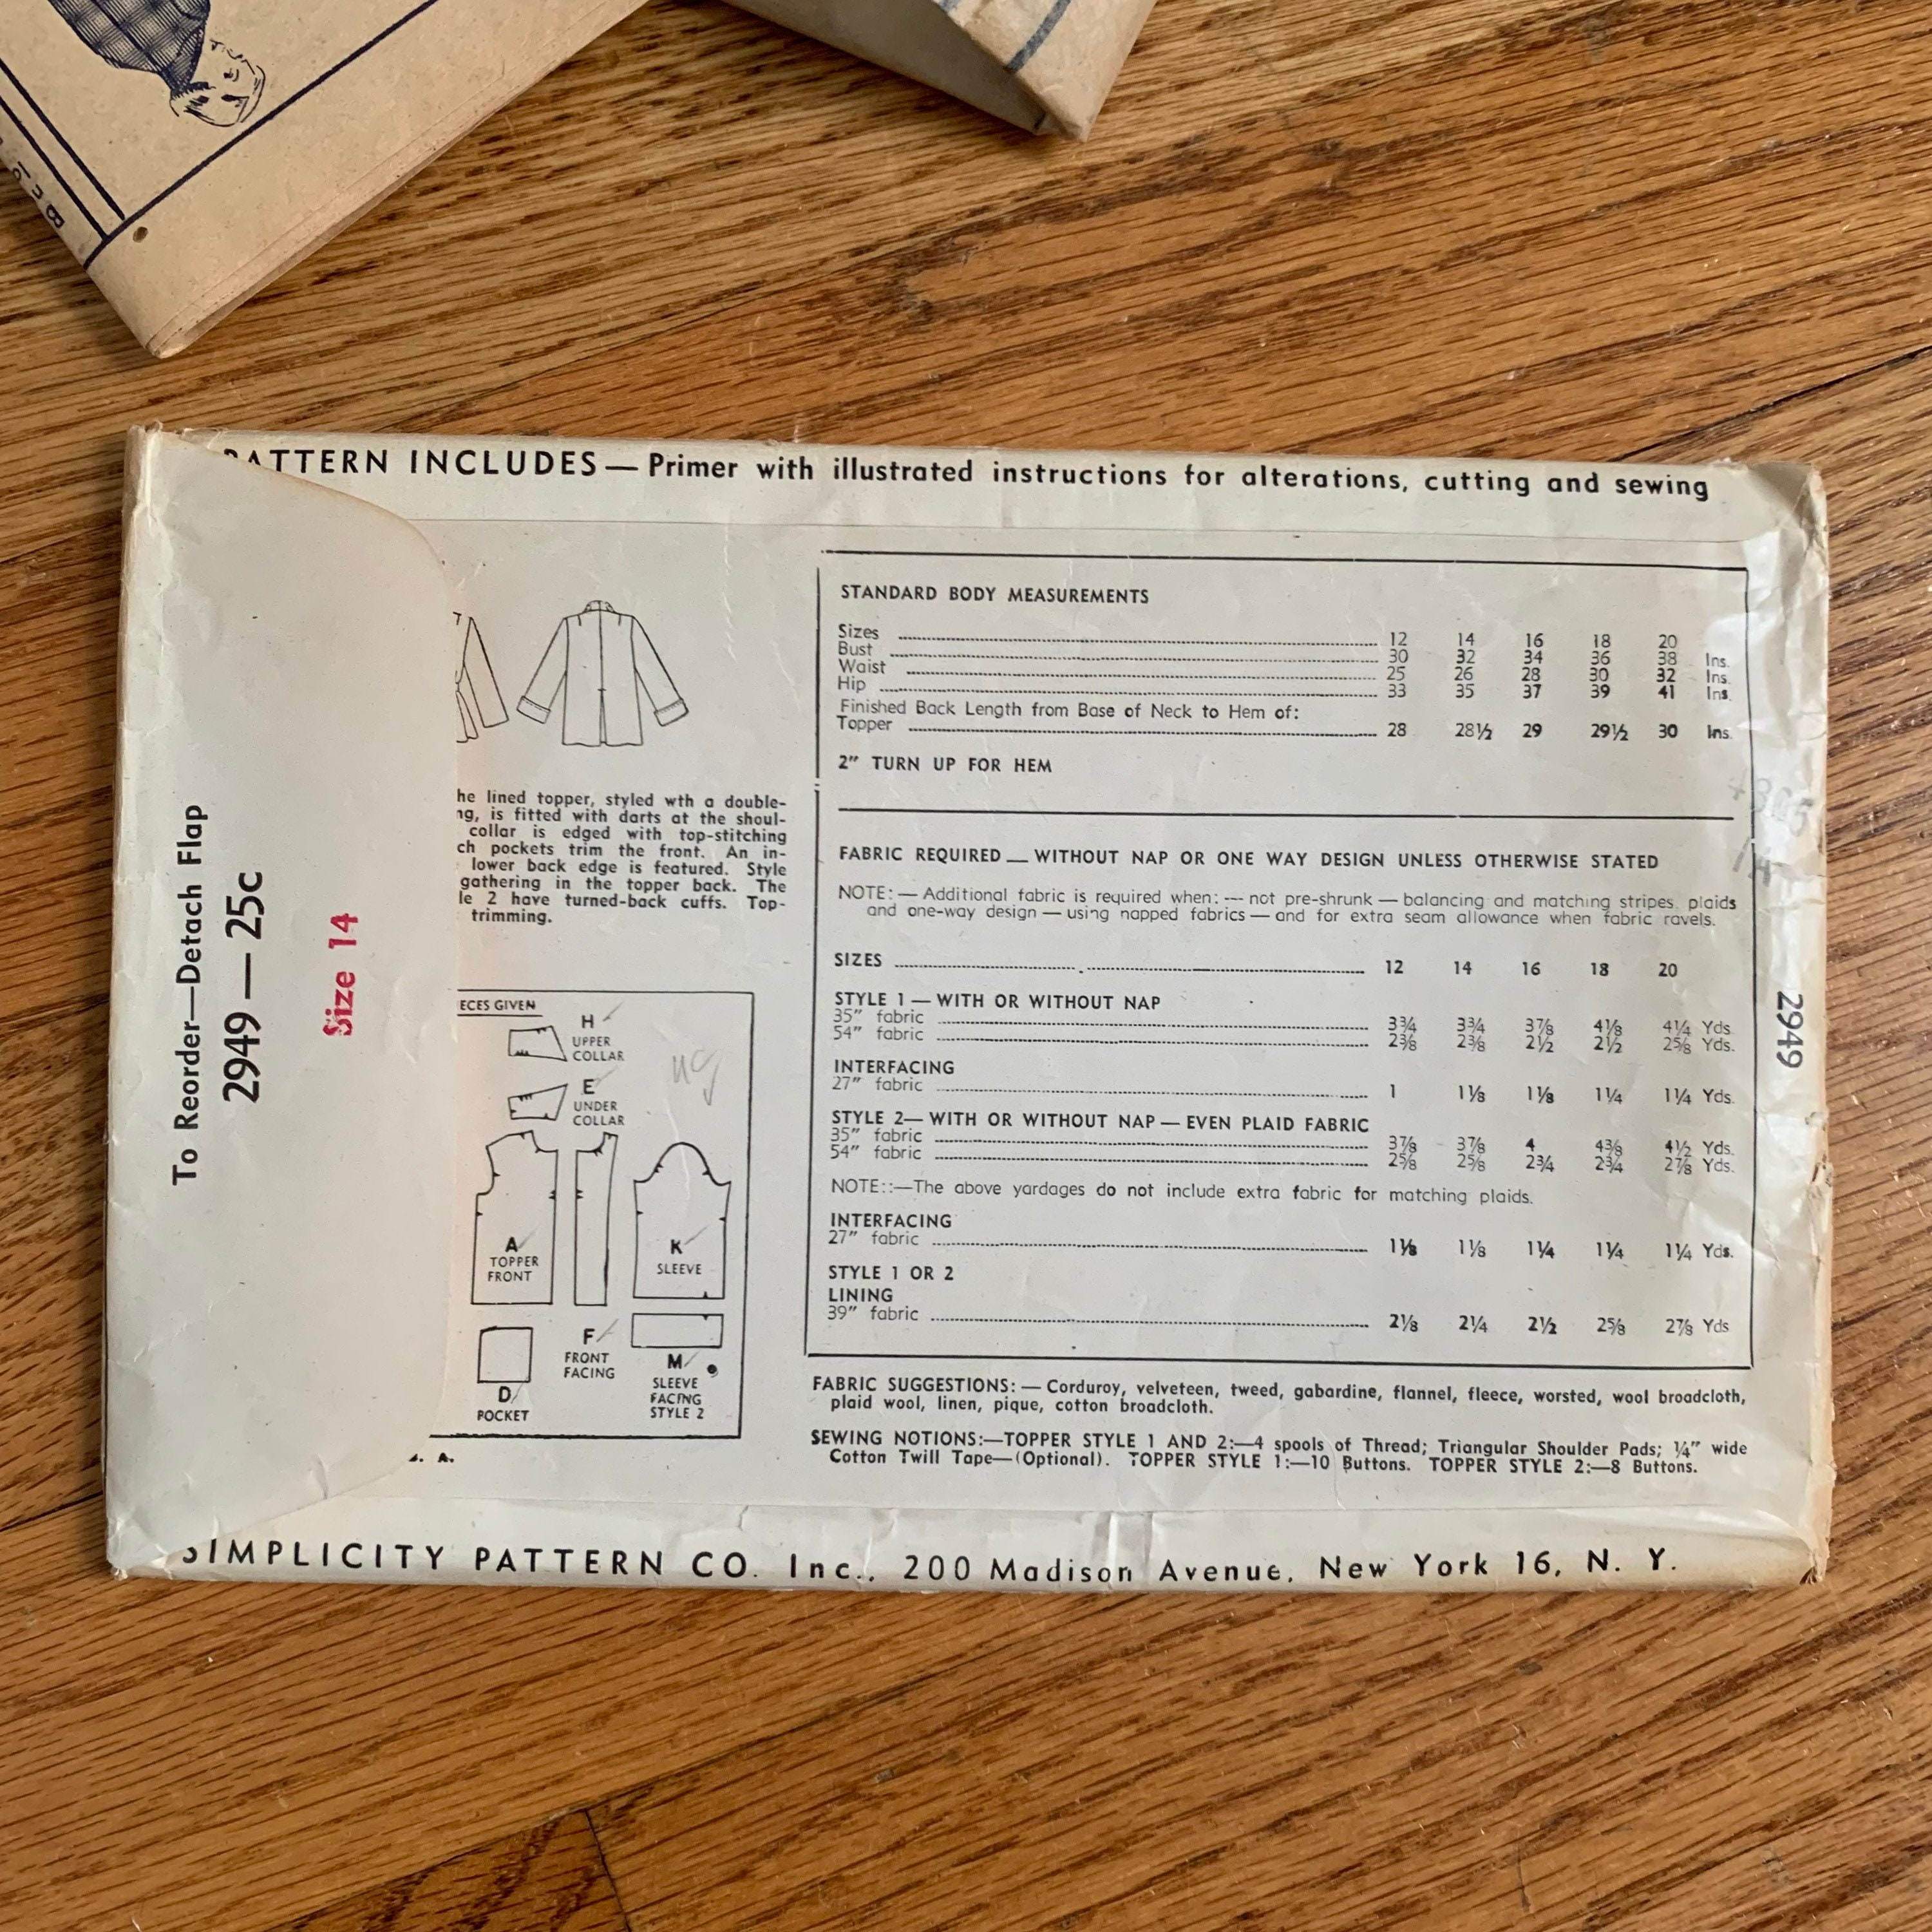 PATTERN INCLUDES — Primer with illustrated instructions for alterations, cutting and sewing
To Reorder—Detach Flap
2949 — 25c
Size 14
he lined topper, styled wth a double-
ng, is fitted with darts at the shoul-
collar is edged with top-stitching
ch pockets trim the front. An in-
lower back edge is featured. Style
gathering in the topper back. The
le 2 have turned-back cuffs. Top-
trimming.
ECES GIVEN
H
UPPER
COLLAR
E
UNDER
COLLAR
A
TOPPER
FRONT
K
SLEEVE
D
POCKET
F
FRONT
FACING
M
SLEEVE
FACING
STYLE 2
. A.
STANDARD BODY MEASUREMENTS
Sizes 12 14 16 18 20
Bust 30 32 34 36 38 Ins.
Waist 25 26 28 30 32 Ins.
Hip 33 35 37 39 41 Ins.
Finished Back Length from Base of Neck to Hem of:
Topper 28 28½ 29 29½ 30 Ins.
2" TURN UP FOR HEM
FABRIC REQUIRED — WITHOUT NAP OR ONE WAY DESIGN UNLESS OTHERWISE STATED
NOTE: — Additional fabric is required when: — not pre-shrunk — balancing and matching stripes, plaids
and one-way design — using napped fabrics — and for extra seam allowance when fabric ravels.
SIZES 12 14 16 18 20
STYLE 1 — WITH OR WITHOUT NAP
35" fabric 3¾ 3¾ 3⅞ 4⅛ 4¼ Yds.
54" fabric 2⅜ 2⅜ 2½ 2½ 2⅝ Yds.
INTERFACING
27" fabric 1 1⅛ 1⅛ 1¼ 1¼ Yds.
STYLE 2— WITH OR WITHOUT NAP — EVEN PLAID FABRIC
35" fabric 3⅞ 3⅞ 4 4⅜ 4½ Yds.
54" fabric 2⅝ 2⅝ 2¾ 2¾ 2⅞ Yds.
NOTE::—The above yardages do not include extra fabric for matching plaids.
INTERFACING
27" fabric 1⅛ 1⅛ 1¼ 1¼ 1¼ Yds.
STYLE 1 OR 2
LINING
39" fabric 2⅛ 2¼ 2½ 2⅝ 2⅞ Yds
FABRIC SUGGESTIONS: — Corduroy, velveteen, tweed, gabardine, flannel, fleece, worsted, wool broadcloth,
plaid wool, linen, pique, cotton broadcloth.
SEWING NOTIONS:—TOPPER STYLE 1 AND 2:—4 spools of Thread; Triangular Shoulder Pads; ¼" wide
Cotton Twill Tape—(Optional). TOPPER STYLE 1:—10 Buttons. TOPPER STYLE 2:—8 Buttons.
2949
SIMPLICITY PATTERN CO. Inc., 200 Madison Avenue, New York 16, N. Y.